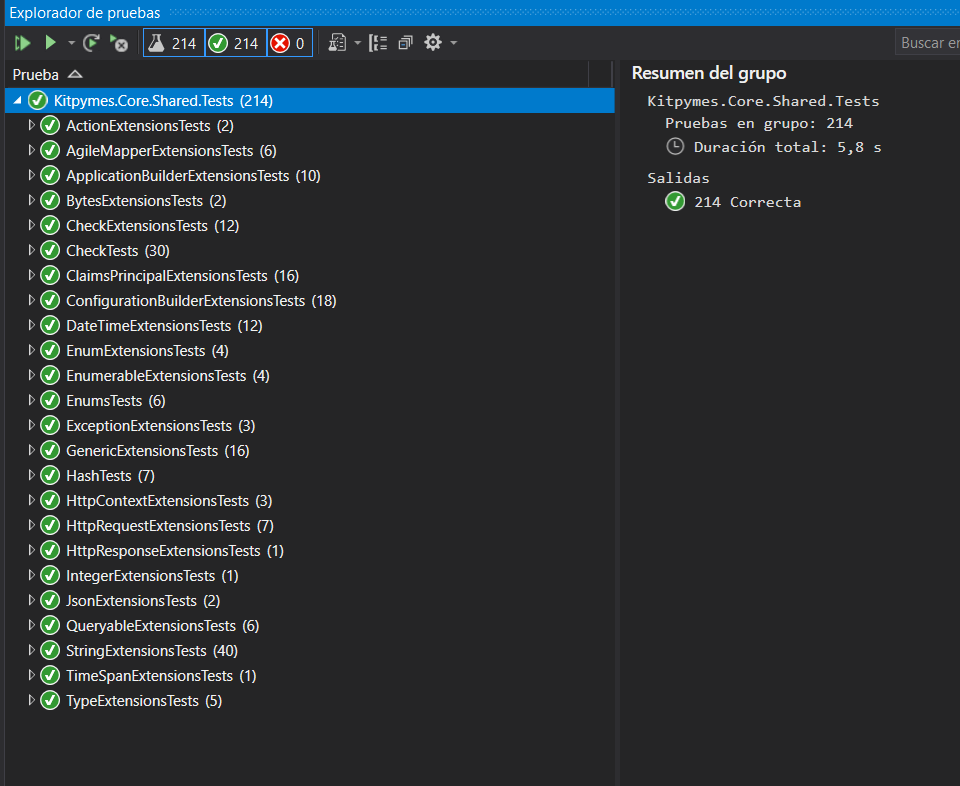 Explorador de pruebas
214 214 0
Buscar en
Prueba
Kitpymes.Core.Shared.Tests (214)
ActionExtensionsTests (2)
AgileMapperExtensionsTests (6)
ApplicationBuilderExtensionsTests (10)
BytesExtensionsTests (2)
CheckExtensionsTests (12)
CheckTests (30)
ClaimsPrincipalExtensionsTests (16)
ConfigurationBuilderExtensionsTests (18)
DateTimeExtensionsTests (12)
EnumExtensionsTests (4)
EnumerableExtensionsTests (4)
EnumsTests (6)
ExceptionExtensionsTests (3)
GenericExtensionsTests (16)
HashTests (7)
HttpContextExtensionsTests (3)
HttpRequestExtensionsTests (7)
HttpResponseExtensionsTests (1)
IntegerExtensionsTests (1)
JsonExtensionsTests (2)
QueryableExtensionsTests (6)
StringExtensionsTests (40)
TimeSpanExtensionsTests (1)
TypeExtensionsTests (5)
Resumen del grupo
Kitpymes.Core.Shared.Tests
Pruebas en grupo: 214
Duración total: 5,8 s
Salidas
214 Correcta